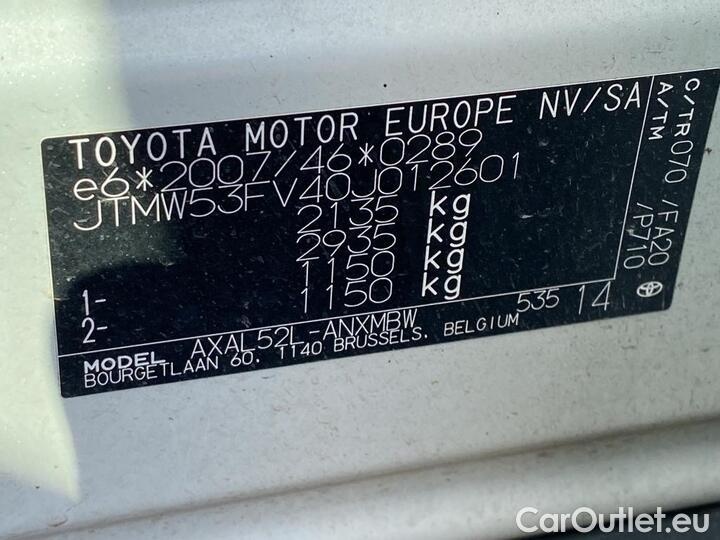 TOYOTA MOTOR EUROPE NV/SA
e6*2007/46*0289
JTMW53FV40J012601
2135 kg
2935 kg
1- 1150 kg
2- 1150 kg
535 14
MODEL AXAL52L-ANXMBW
BOURGETLAAN 60. 1140 BRUSSELS. BELGIUM
C/TR070 /FA20
A/TM /P710
CarOutlet.eu